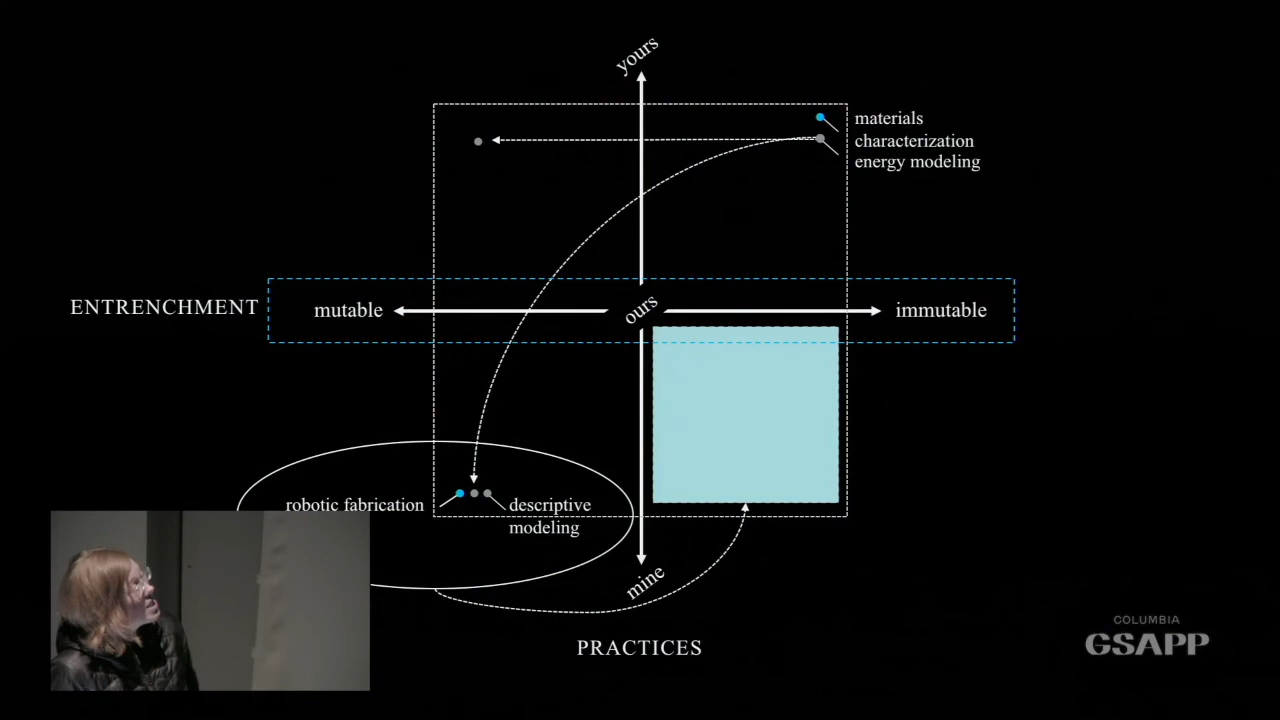 yours
materials
characterization
energy modeling
ENTRENCHMENT
mutable
ours
immutable
robotic fabrication
descriptive
modeling
mine
PRACTICES
COLUMBIA
GSAPP